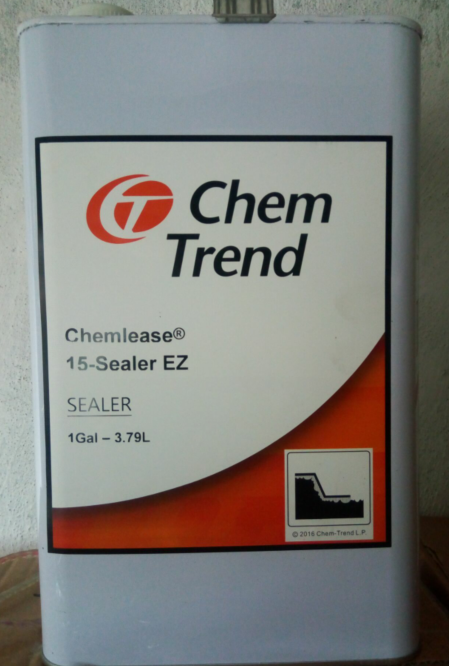 Chem
Trend
Chemlease®
15-Sealer EZ
SEALER
1Gal – 3.79L
© 2016 Chem-Trend L.P.